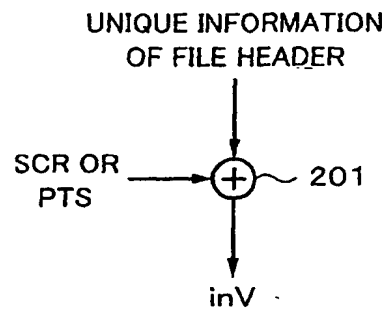 UNIQUE INFORMATION
OF FILE HEADER
SCR OR
PTS
+
201
inV